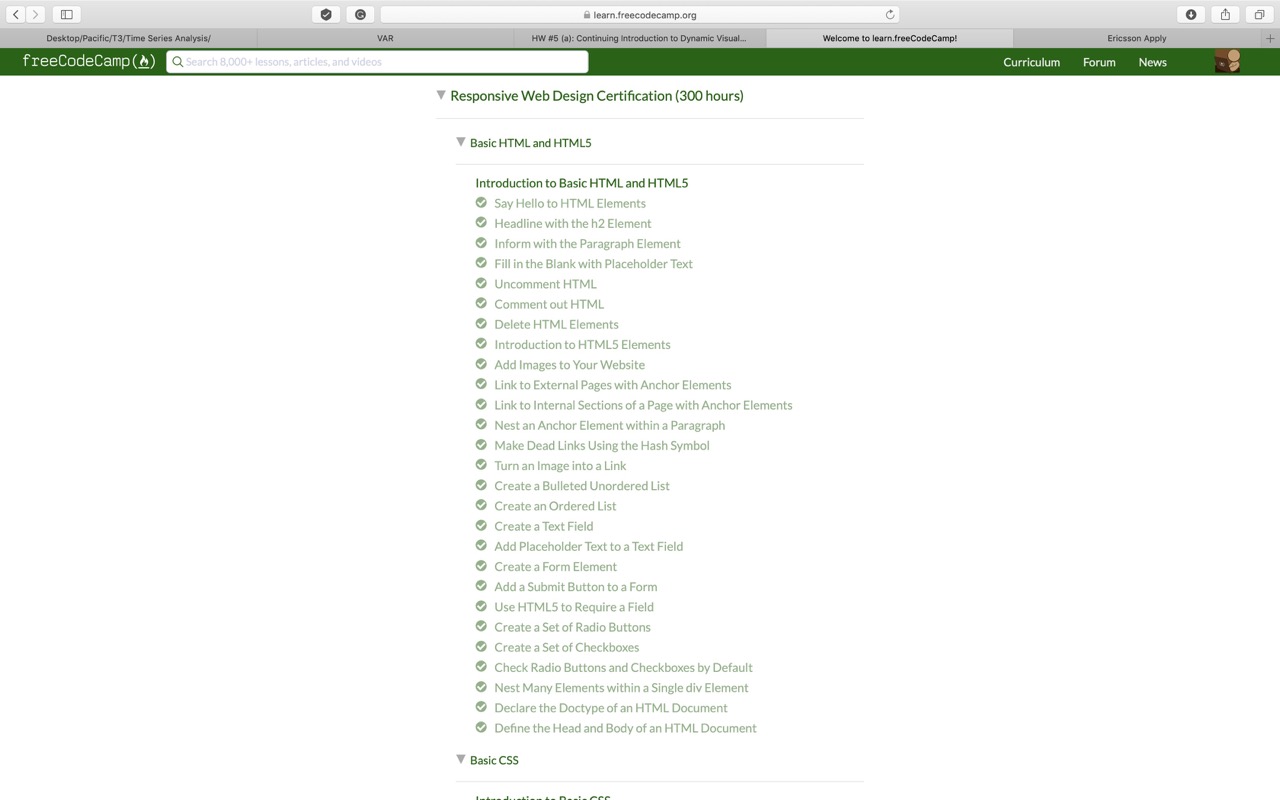 learn.freecodecamp.org
Desktop/Pacific/T3/Time Series Analysis/
VAR
HW #5 (a): Continuing Introduction to Dynamic Visual...
Welcome to learn.freeCodeCamp!
Ericsson Apply
freeCodeCamp
Search 8,000+ lessons, articles, and videos
Curriculum
Forum
News
Responsive Web Design Certification (300 hours)
Basic HTML and HTML5
Introduction to Basic HTML and HTML5
Say Hello to HTML Elements
Headline with the h2 Element
Inform with the Paragraph Element
Fill in the Blank with Placeholder Text
Uncomment HTML
Comment out HTML
Delete HTML Elements
Introduction to HTML5 Elements
Add Images to Your Website
Link to External Pages with Anchor Elements
Link to Internal Sections of a Page with Anchor Elements
Nest an Anchor Element within a Paragraph
Make Dead Links Using the Hash Symbol
Turn an Image into a Link
Create a Bulleted Unordered List
Create an Ordered List
Create a Text Field
Add Placeholder Text to a Text Field
Create a Form Element
Add a Submit Button to a Form
Use HTML5 to Require a Field
Create a Set of Radio Buttons
Create a Set of Checkboxes
Check Radio Buttons and Checkboxes by Default
Nest Many Elements within a Single div Element
Declare the Doctype of an HTML Document
Define the Head and Body of an HTML Document
Basic CSS
Introduction to Basic CSS